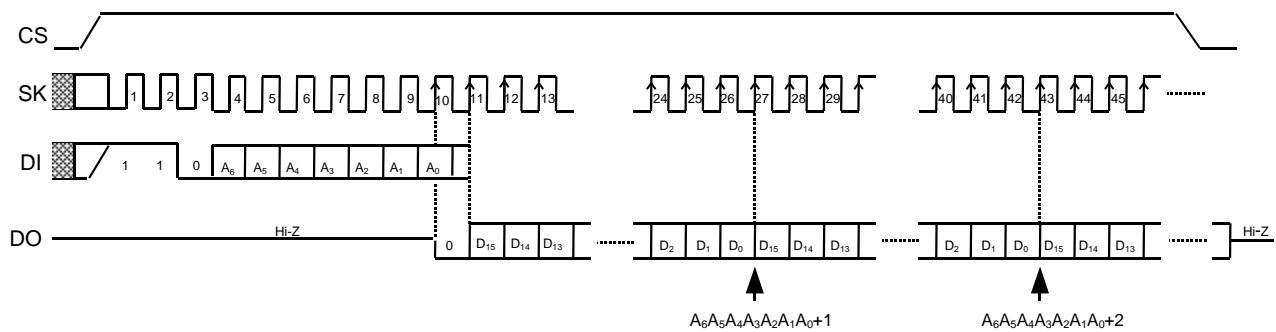 CS
SK 1 2 3 4 5 6 7 8 9 10 11 12 13 24 25 26 27 28 29 40 41 42 43 44 45
DI 1 1 0 A₆ A₅ A₄ A₃ A₂ A₁ A₀
DO Hi-Z 0 D₁₅ D₁₄ D₁₃ D₂ D₁ D₀ D₁₅ D₁₄ D₁₃ D₂ D₁ D₀ D₁₅ D₁₄ D₁₃ Hi-Z
A₆A₅A₄A₃A₂A₁A₀+1 A₆A₅A₄A₃A₂A₁A₀+2